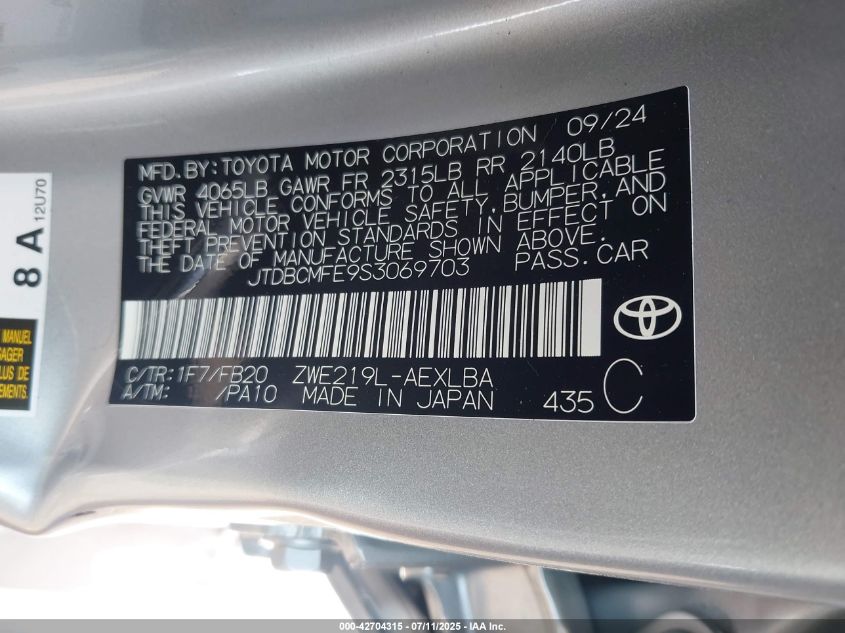 MFD.BY:TOYOTA MOTOR CORPORATION 09/24
GVWR 4065LB GAWR FR 2315LB RR 2140LB
THIS VEHICLE CONFORMS TO ALL APPLICABLE
FEDERAL MOTOR VEHICLE SAFETY,BUMPER,AND
THEFT PREVENTION STANDARDS IN EFFECT ON
THE DATE OF MANUFACTURE SHOWN ABOVE.
JTDBCMFE9S3069703 PASS.CAR
C/TR:1F7/FB20 ZWE219L-AEXLBA
A/TM: /PA10 MADE IN JAPAN 435 C
8 A 12U70
MANUEL
SAGER
LUS DE
EMENTS.
000-42704315 - 07/11/2025 - IAA Inc.